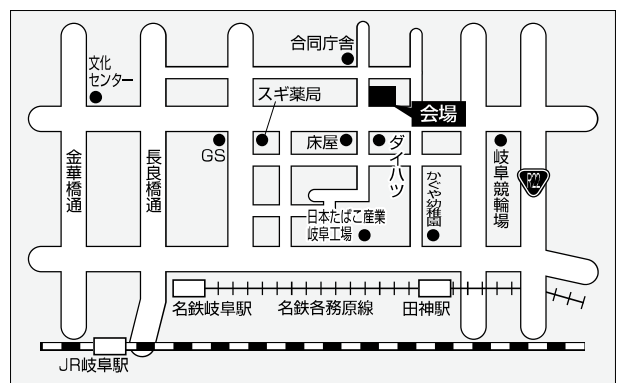 合同庁舎
文化
センター
スギ薬局
会場
GS
床屋
ダイハツ
金華橋通
長良橋通
かぐや幼稚園
岐阜競輪場
R22
日本たばこ産業
岐阜工場
名鉄岐阜駅
名鉄各務原線
田神駅
JR岐阜駅